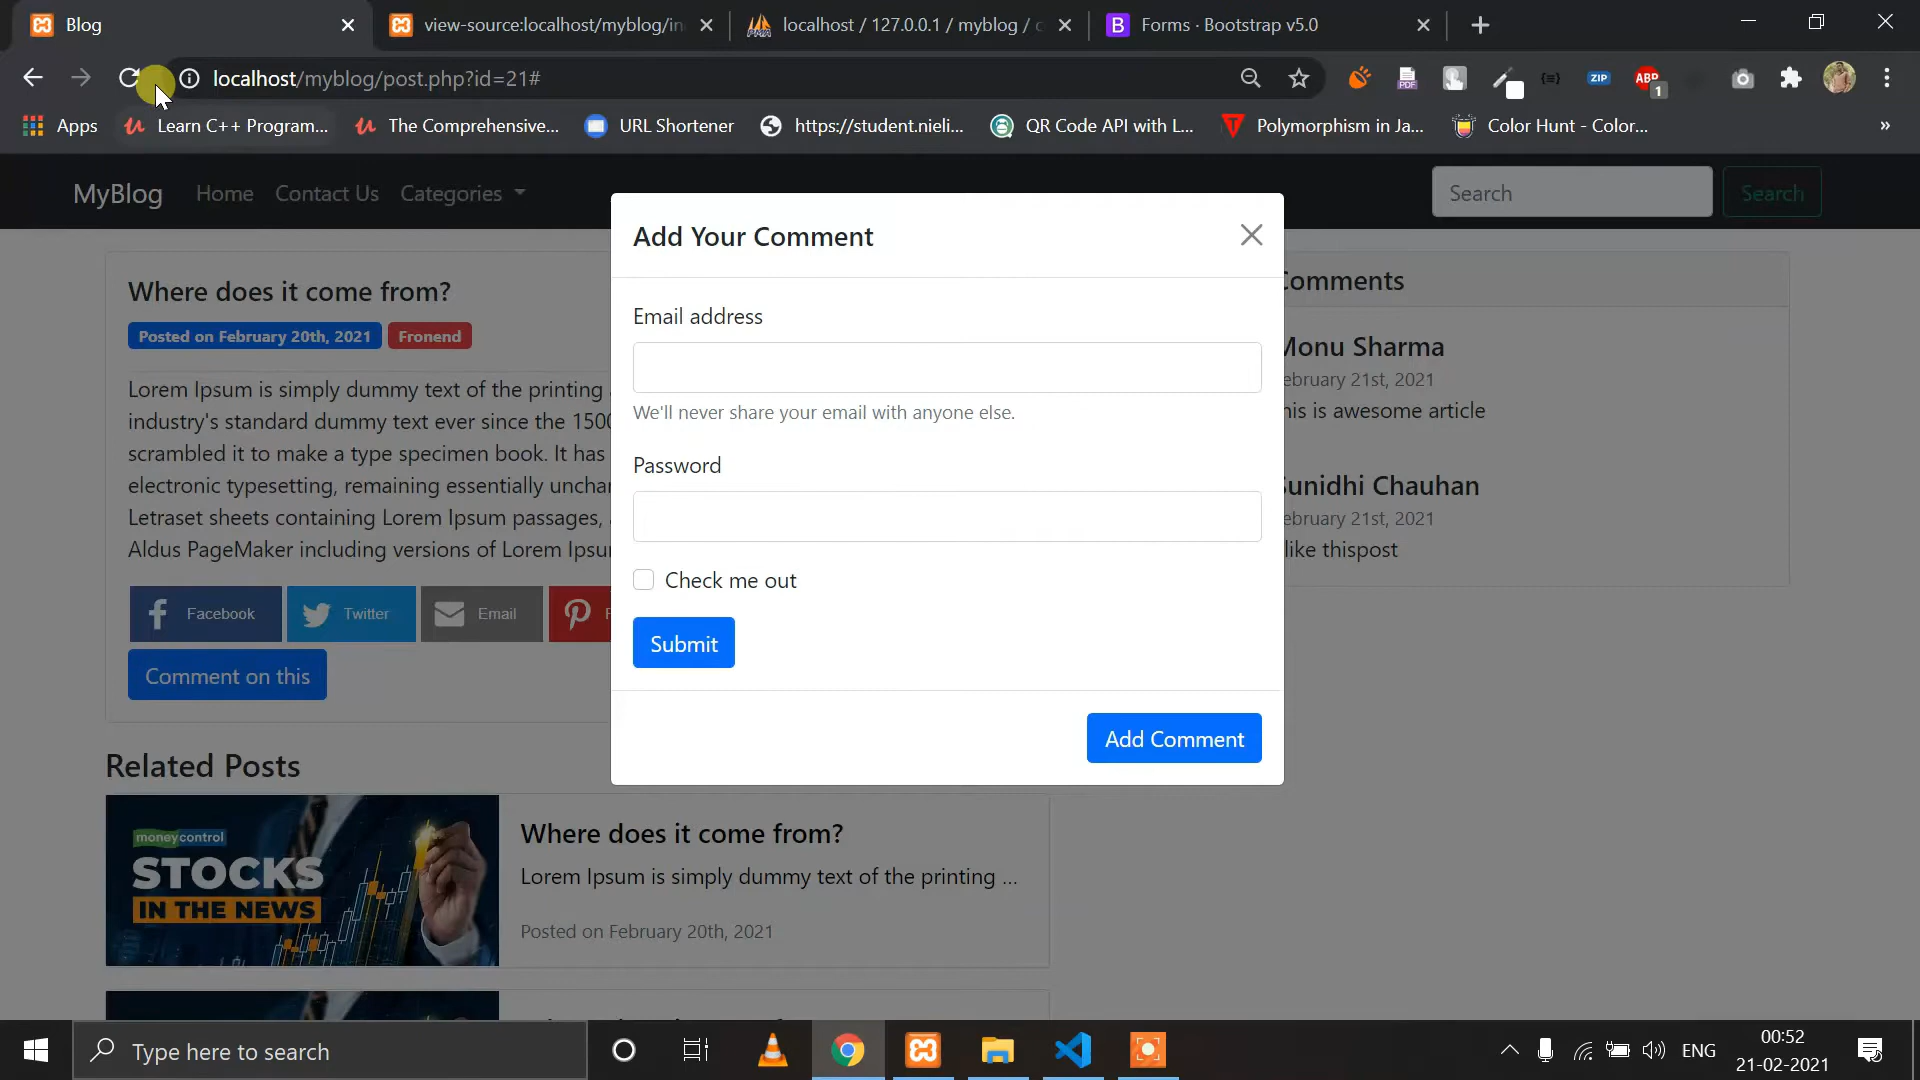 Blog
view-source:localhost/myblog/in
localhost / 127.0.0.1 / myblog / c
Forms · Bootstrap v5.0
localhost/myblog/post.php?id=21#
PDF
ZIP
ABP
1
Apps
Learn C++ Program...
The Comprehensive...
URL Shortener
https://student.nieli...
QR Code API with L...
Polymorphism in Ja...
Color Hunt - Color...
»
MyBlog
Home
Contact Us
Categories
Search
Search
Add Your Comment
Where does it come from?
Posted on February 20th, 2021
Fronend
Lorem Ipsum is simply dummy text of the printing
industry's standard dummy text ever since the 150
scrambled it to make a type specimen book. It has
electronic typesetting, remaining essentially unchar
Letraset sheets containing Lorem Ipsum passages,
Aldus PageMaker including versions of Lorem Ipsu
Facebook
Twitter
Email
Comment on this
Email address
We'll never share your email with anyone else.
Password
Check me out
Submit
Add Comment
omments
Monu Sharma
ebruary 21st, 2021
his is awesome article
Sunidhi Chauhan
ebruary 21st, 2021
like thispost
Related Posts
moneycontrol
STOCKS
IN THE NEWS
Where does it come from?
Lorem Ipsum is simply dummy text of the printing ...
Posted on February 20th, 2021
Type here to search
ENG
00:52
21-02-2021